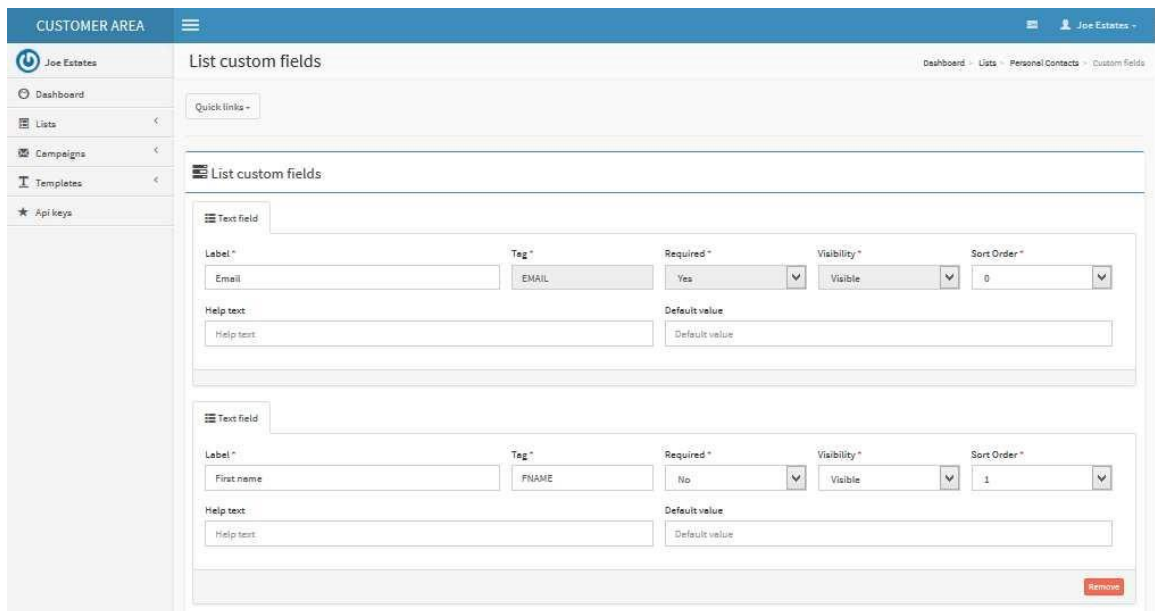 CUSTOMER AREA
Joe Estates
Joe Estates
List custom fields
Dashboard Lists Personal Contacts Custom fields
Dashboard
Lists
Campaigns
Templates
Api keys
Quick links
List custom fields
Text field
Label * Tag * Required * Visibility * Sort Order *
Email EMAIL Yes Visible 0
Help text Default value
Help text Default value
Text field
Label * Tag * Required * Visibility * Sort Order *
First name FNAME No Visible 1
Help text Default value
Help text Default value
Remove